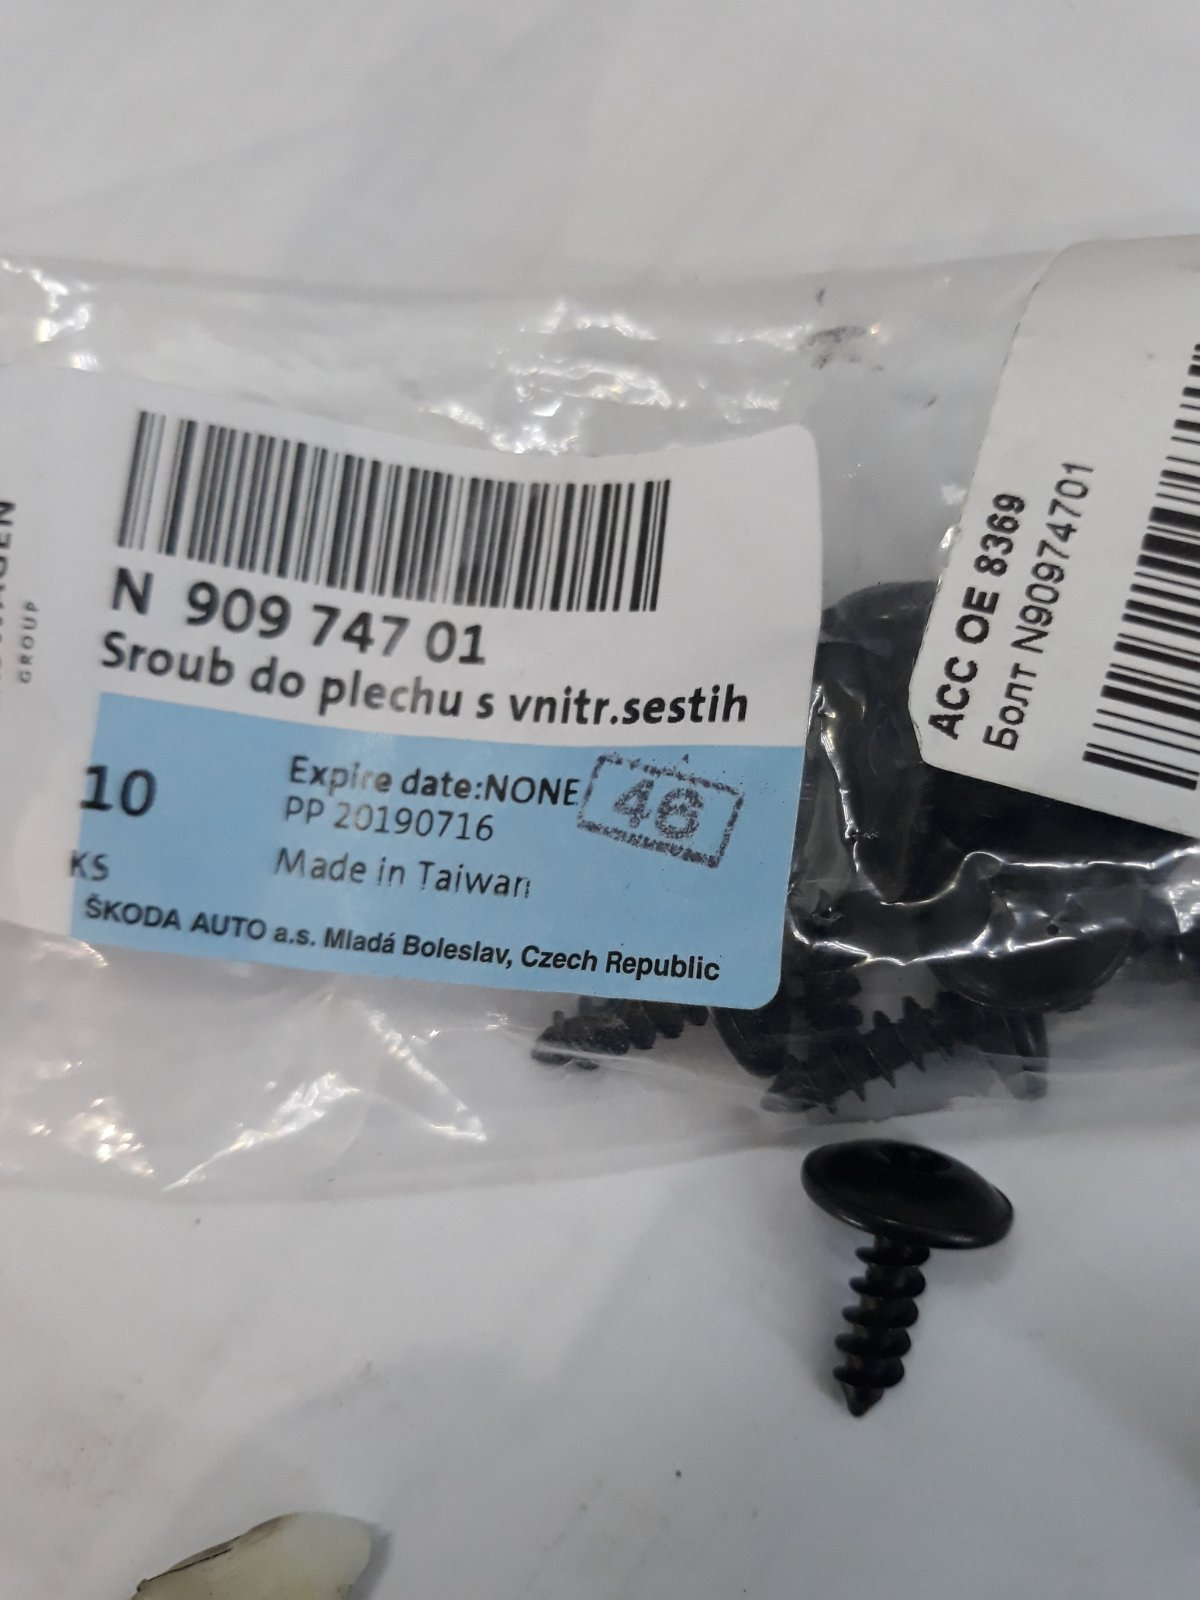 GROUP
N 909 747 01
Sroub do plechu s vnitr.sestih
10
KS
Expire date:NONE
PP 20190716
Made in Taiwan
46
ŠKODA AUTO a.s. Mladá Boleslav, Czech Republic
ACC OE 8369
Болт N90974701